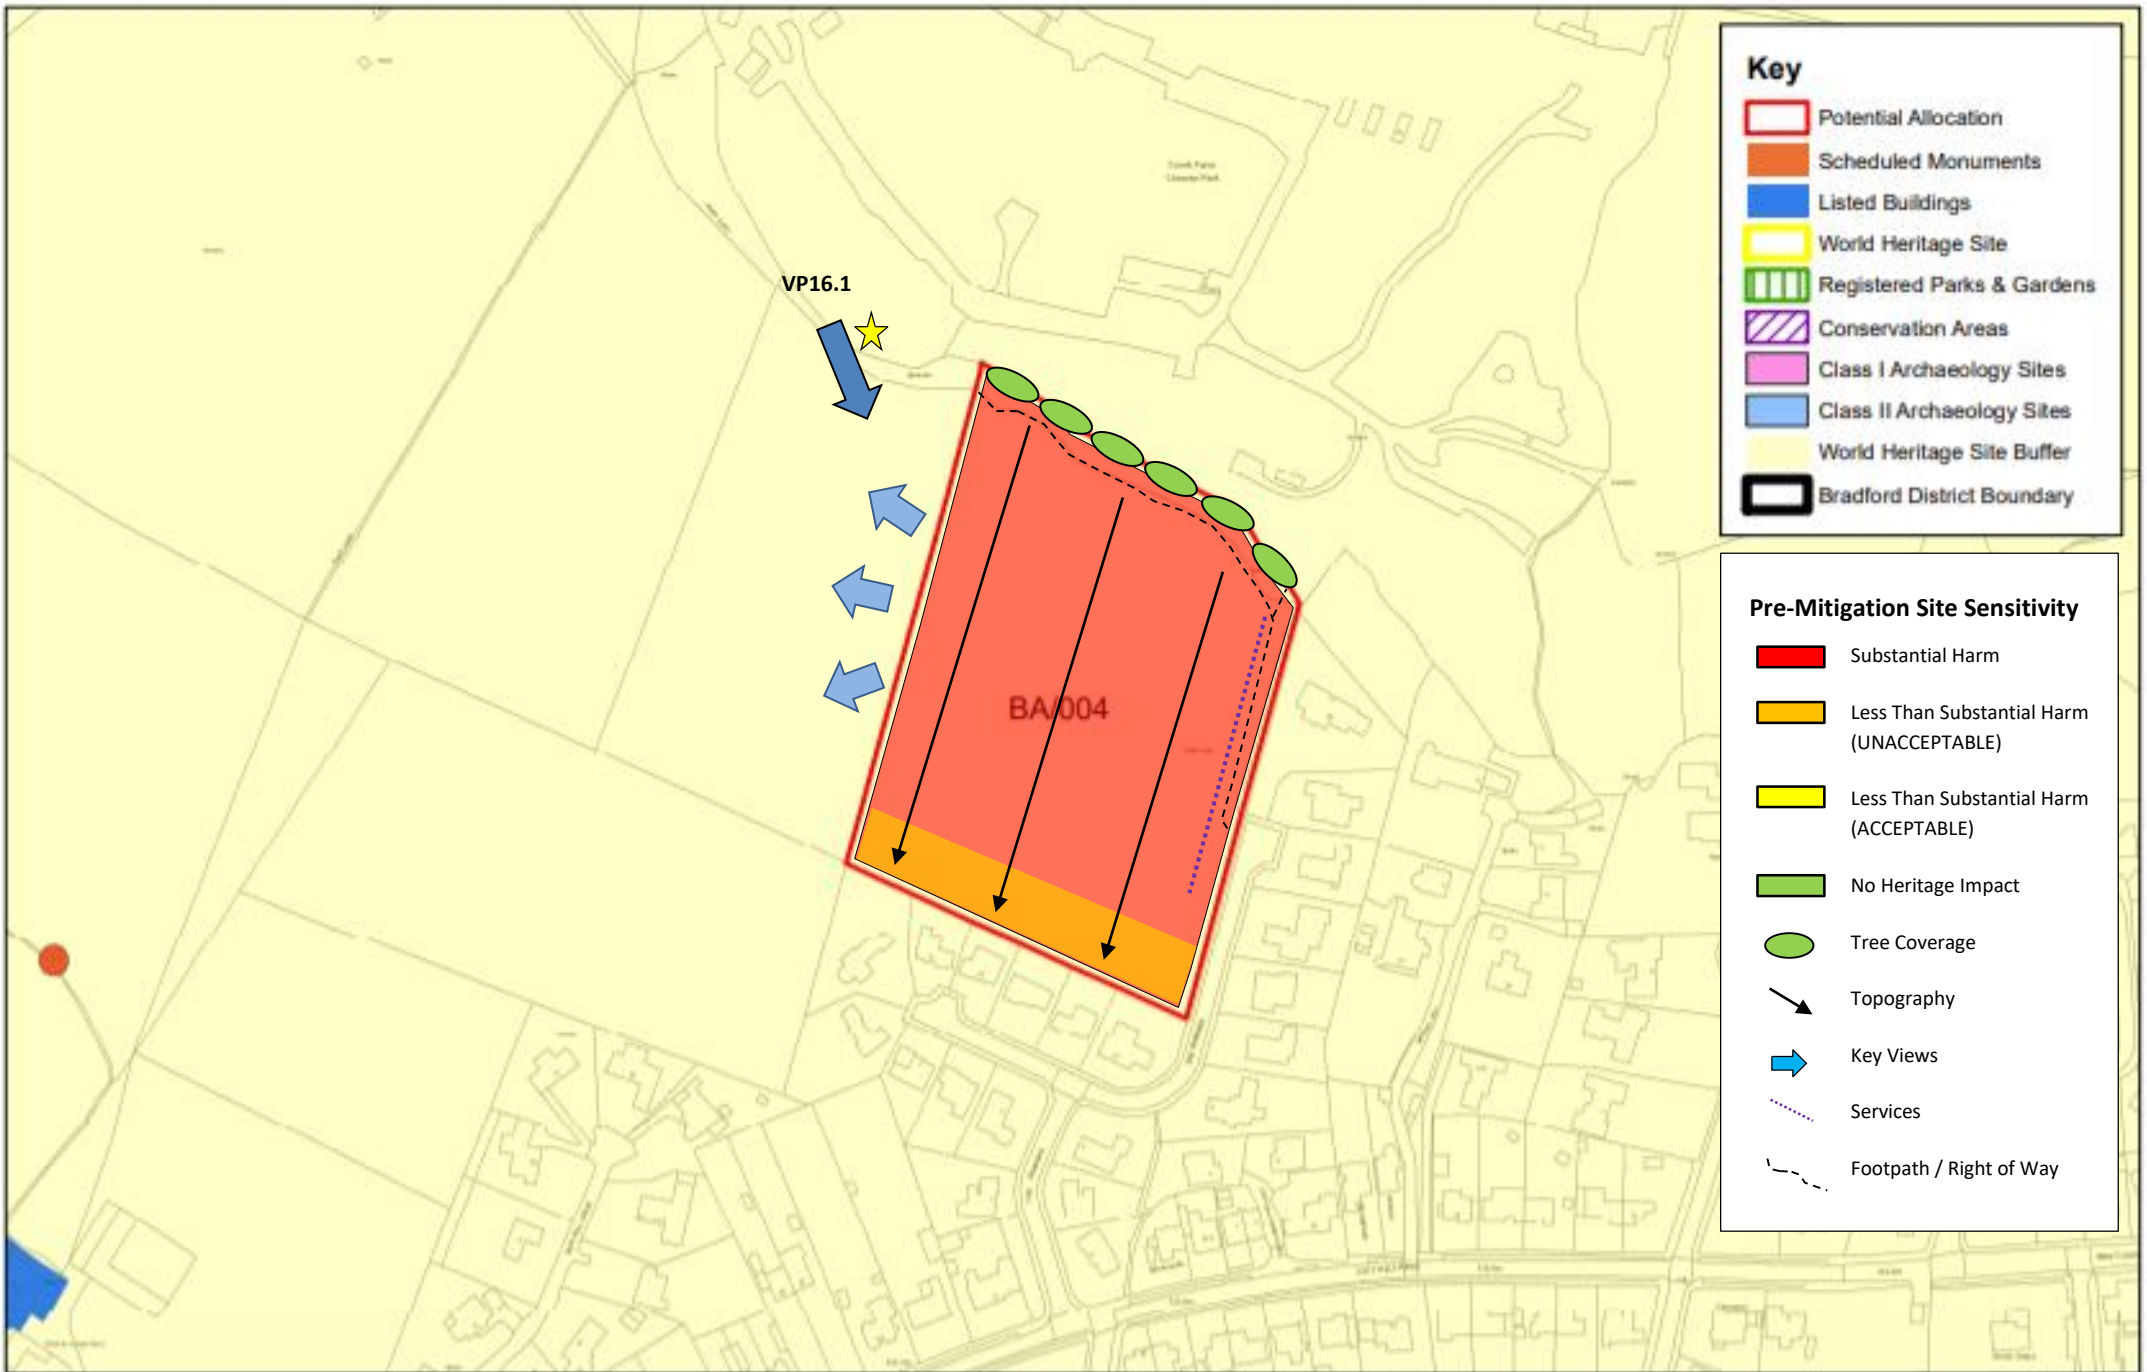 VP16.1
BA/004
Key
Potential Allocation
Scheduled Monuments
Listed Buildings
World Heritage Site
Registered Parks & Gardens
Conservation Areas
Class I Archaeology Sites
Class II Archaeology Sites
World Heritage Site Buffer
Bradford District Boundary
Pre-Mitigation Site Sensitivity
Substantial Harm
Less Than Substantial Harm
(UNACCEPTABLE)
Less Than Substantial Harm
(ACCEPTABLE)
No Heritage Impact
Tree Coverage
Topography
Key Views
Services
Footpath / Right of Way